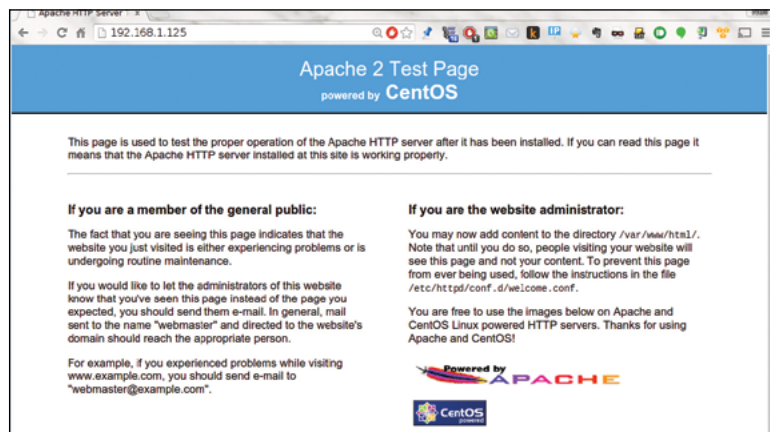 Apache HTTP Server
192.168.1.125
Apache 2 Test Page
powered by CentOS
This page is used to test the proper operation of the Apache HTTP server after it has been installed. If you can read this page it
means that the Apache HTTP server installed at this site is working properly.
If you are a member of the general public:
The fact that you are seeing this page indicates that the
website you just visited is either experiencing problems or is
undergoing routine maintenance.
If you would like to let the administrators of this website
know that you've seen this page instead of the page you
expected, you should send them e-mail. In general, mail
sent to the name "webmaster" and directed to the website's
domain should reach the appropriate person.
For example, if you experienced problems while visiting
www.example.com, you should send e-mail to
"webmaster@example.com".
If you are the website administrator:
You may now add content to the directory /var/www/html/.
Note that until you do so, people visiting your website will
see this page and not your content. To prevent this page
from ever being used, follow the instructions in the file
/etc/httpd/conf.d/welcome.conf.
You are free to use the images below on Apache and
CentOS Linux powered HTTP servers. Thanks for using
Apache and CentOS!
Powered by
APACHE
CentOS
powered